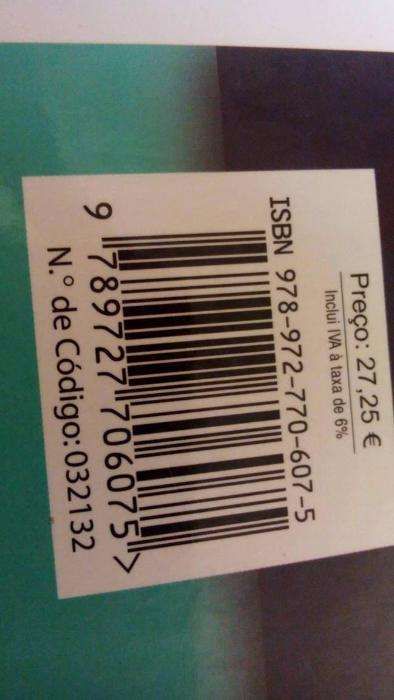 Preço: 27,25 €
Inclui IVA à taxa de 6%
ISBN 978-972-770-607-5
9 789727 706075 >
N.º de Código: 032132